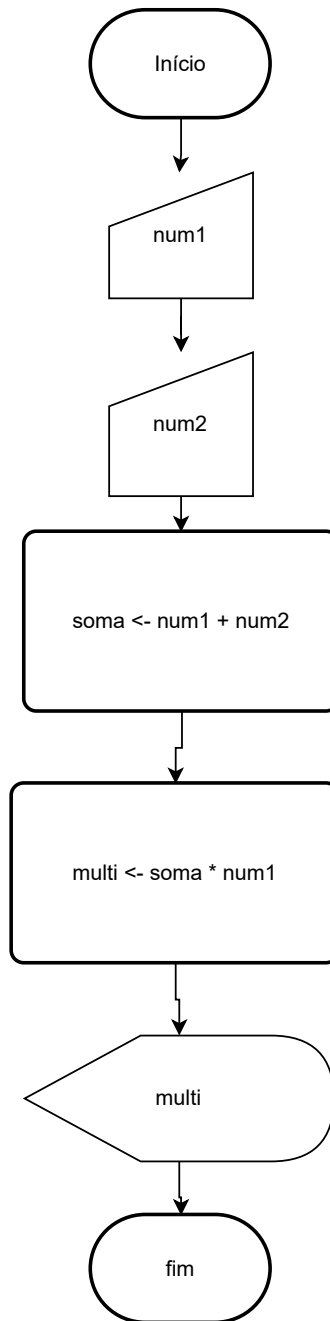 Início
num1
num2
soma <- num1 + num2
multi <- soma * num1
multi
fim